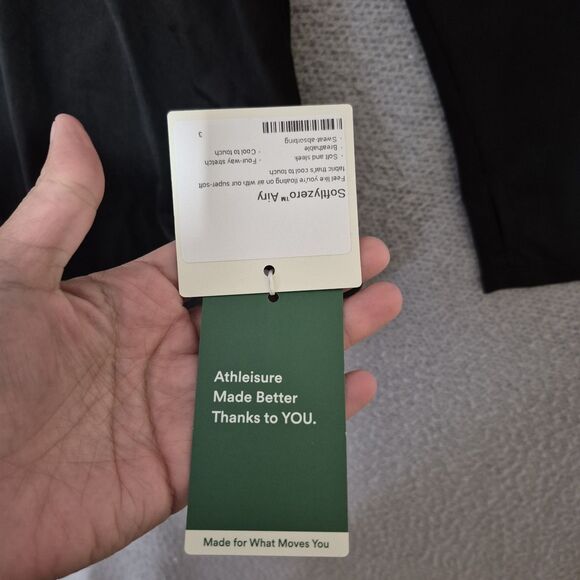 Softlyzero™ Airy
Feel like you're floating on air with our super-soft
fabric that's cool to touch
· Soft and sleek · Four-way stretch
· Breathable · Cool to touch
· Sweat-absorbing
3
Athleisure
Made Better
Thanks to YOU.
Made for What Moves You